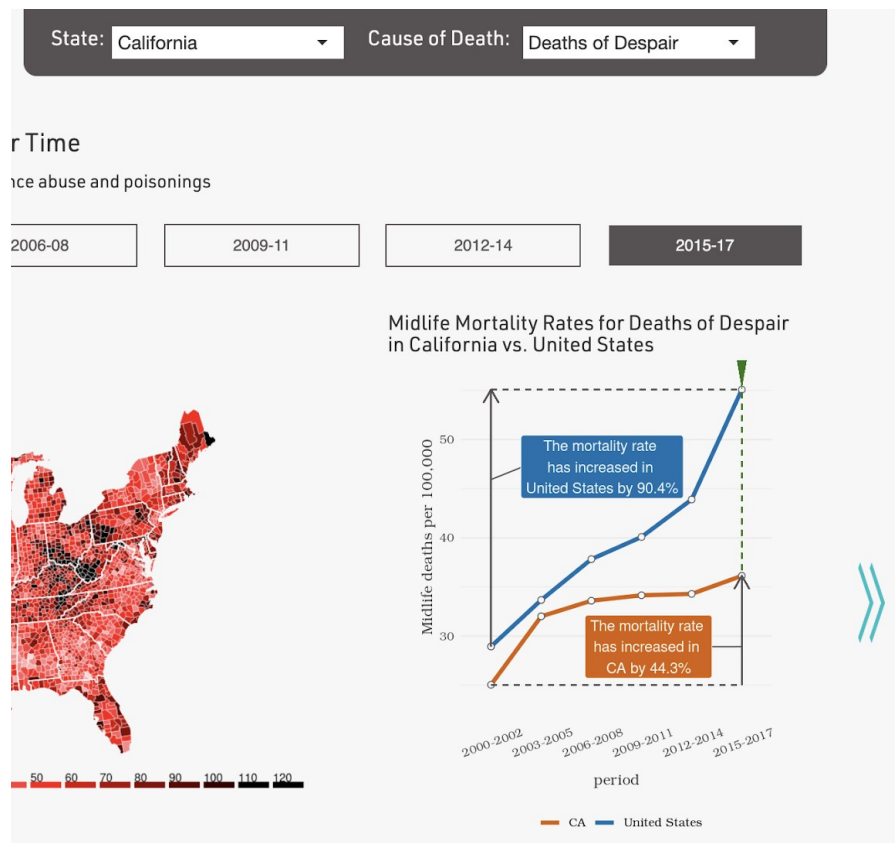 State: California Cause of Death: Deaths of Despair
r Time
nce abuse and poisonings
2006-08 2009-11 2012-14 2015-17
Midlife Mortality Rates for Deaths of Despair
in California vs. United States
Midlife deaths per 100,000
50
40
30
The mortality rate
has increased in
United States by 90.4%
The mortality rate
has increased in
CA by 44.3%
2000-2002 2003-2005 2006-2008 2009-2011 2012-2014 2015-2017
period
CA United States
50 60 70 80 90 100 110 120